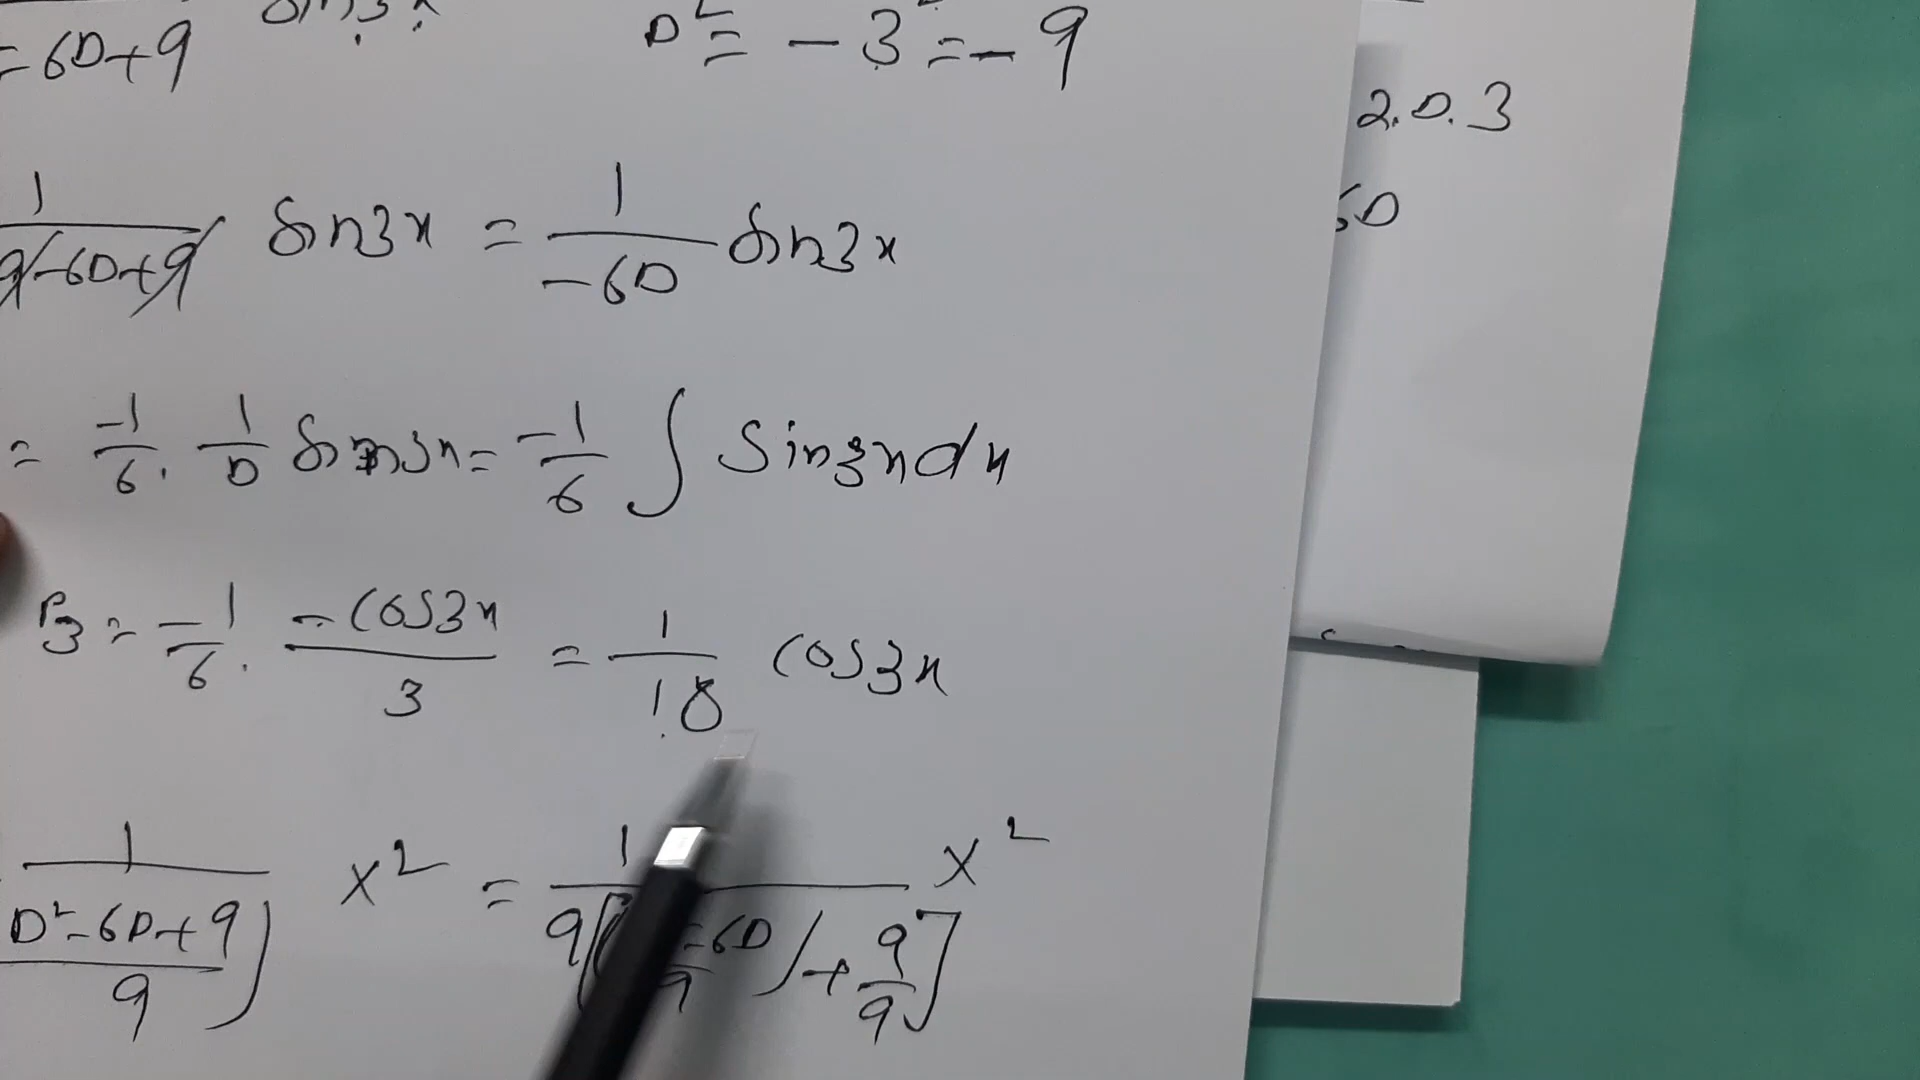 = 6D+9 sin3x D² = -3² = -9
2.D.3
1/(9-6D+9) sin3x = 1/(-6D) sin3x
6D
= -1/6 . 1/D sin3x = -1/6 ∫ Sin3x dx
P3 = -1/6 . -Cos3x/3 = 1/18 Cos3x
1/((D²-6D+9)/9) x² = 1/(9[( -6D/9) + 9/9]) x²